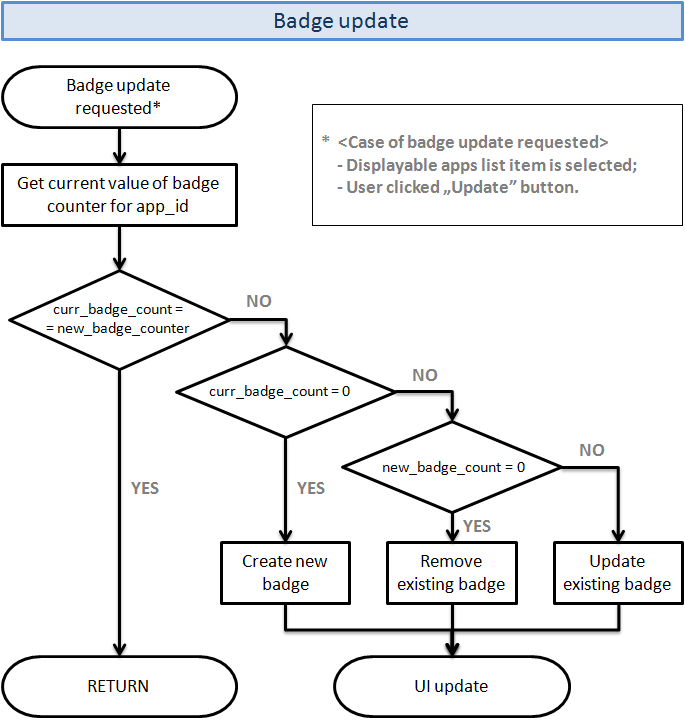 Badge update
Badge update
requested*
* <Case of badge update requested>
- Displayable apps list item is selected;
- User clicked „Update” button.
Get current value of badge
counter for app_id
curr_badge_count =
= new_badge_counter
NO
curr_badge_count = 0
NO
new_badge_count = 0
NO
YES
YES
YES
Create new
badge
Remove
existing badge
Update
existing badge
RETURN
UI update